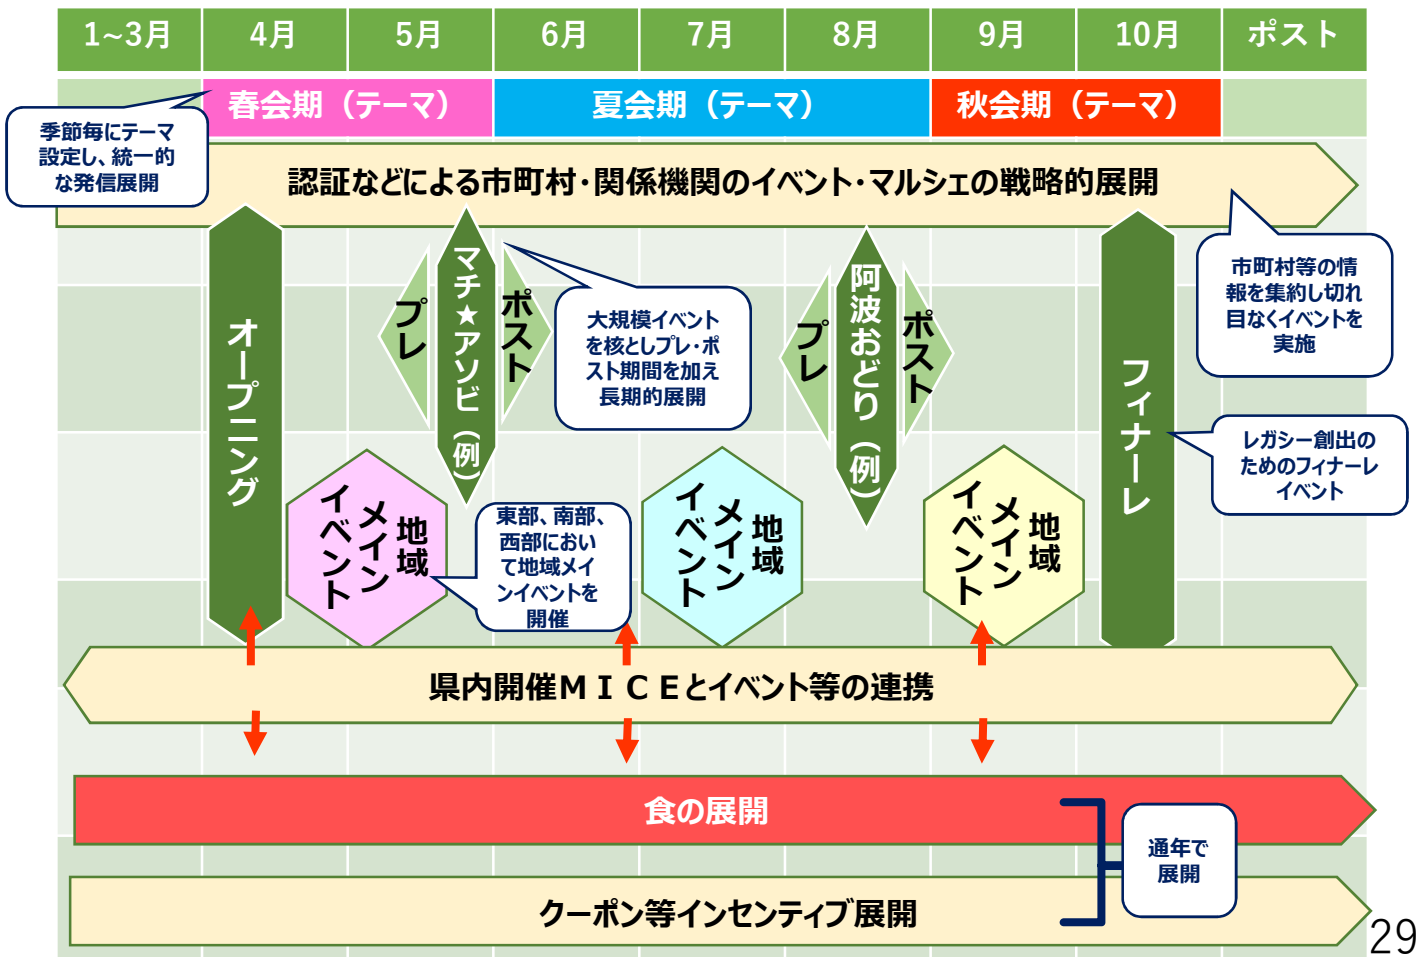 1~3月 4月 5月 6月 7月 8月 9月 10月 ポスト
春会期（テーマ） 夏会期（テーマ） 秋会期（テーマ）
季節毎にテーマ
設定し、統一的
な発信展開
認証などによる市町村・関係機関のイベント・マルシェの戦略的展開
市町村等の情
報を集約し切れ
目なくイベントを
実施
オープニング
プレ
マチ★アソビ（例）
ポスト
大規模イベント
を核としプレ・ポ
スト期間を加え
長期的展開
プレ
阿波おどり（例）
ポスト
フィナーレ
レガシー創出の
ためのフィナーレ
イベント
地域
メイン
イベント
東部、南部、
西部におい
て地域メイ
ンイベントを
開催
地域
メイン
イベント
地域
メイン
イベント
県内開催ＭＩＣＥとイベント等の連携
食の展開
通年で
展開
クーポン等インセンティブ展開
29